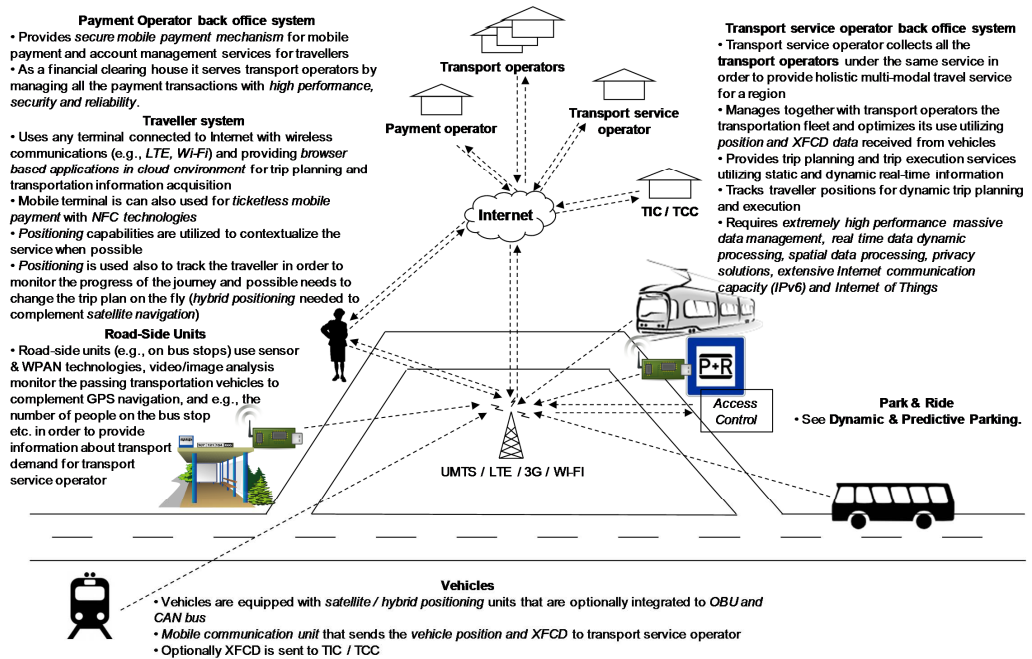 Payment Operator back office system
• Provides secure mobile payment mechanism for mobile
payment and account management services for travellers
• As a financial clearing house it serves transport operators by
managing all the payment transactions with high performance,
security and reliability.
Traveller system
• Uses any terminal connected to Internet with wireless
communications (e.g., LTE, Wi-Fi) and providing browser
based applications in cloud environment for trip planning and
transportation information acquisition
• Mobile terminal is can also used for ticketless mobile
payment with NFC technologies
• Positioning capabilities are utilized to contextualize the
service when possible
• Positioning is used also to track the traveller in order to
monitor the progress of the journey and possible needs to
change the trip plan on the fly (hybrid positioning needed to
complement satellite navigation)
Road-Side Units
• Road-side units (e.g., on bus stops) use sensor
& WPAN technologies, video/image analysis
monitor the passing transportation vehicles to
complement GPS navigation, and e.g., the
number of people on the bus stop
etc. in order to provide
information about transport
demand for transport
service operator
Transport operators
Payment operator
Transport service
operator
TIC / TCC
Internet
UMTS / LTE / 3G / WI-FI
P+R
Access
Control
Transport service operator back office system
• Transport service operator collects all the
transport operators under the same service in
order to provide holistic multi-modal travel service
for a region
• Manages together with transport operators the
transportation fleet and optimizes its use utilizing
position and XFCD data received from vehicles
• Provides trip planning and trip execution services
utilizing static and dynamic real-time information
• Tracks traveller positions for dynamic trip planning
and execution
• Requires extremely high performance massive
data management, real time data dynamic
processing, spatial data processing, privacy
solutions, extensive Internet communication
capacity (IPv6) and Internet of Things
Park & Ride
• See Dynamic & Predictive Parking.
Vehicles
• Vehicles are equipped with satellite / hybrid positioning units that are optionally integrated to OBU and
CAN bus
• Mobile communication unit that sends the vehicle position and XFCD to transport service operator
• Optionally XFCD is sent to TIC / TCC